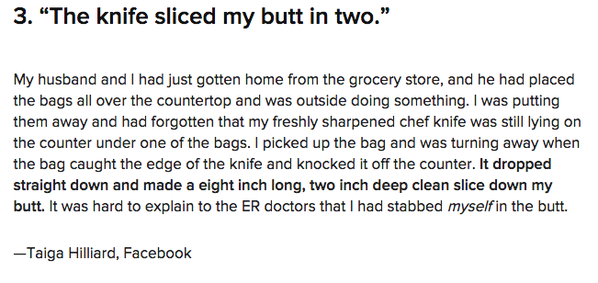 3. “The knife sliced my butt in two.”
My husband and I had just gotten home from the grocery store, and he had placed
the bags all over the countertop and was outside doing something. I was putting
them away and had forgotten that my freshly sharpened chef knife was still lying on
the counter under one of the bags. I picked up the bag and was turning away when
the bag caught the edge of the knife and knocked it off the counter. It dropped
straight down and made a eight inch long, two inch deep clean slice down my
butt. It was hard to explain to the ER doctors that I had stabbed myself in the butt.
—Taiga Hilliard, Facebook